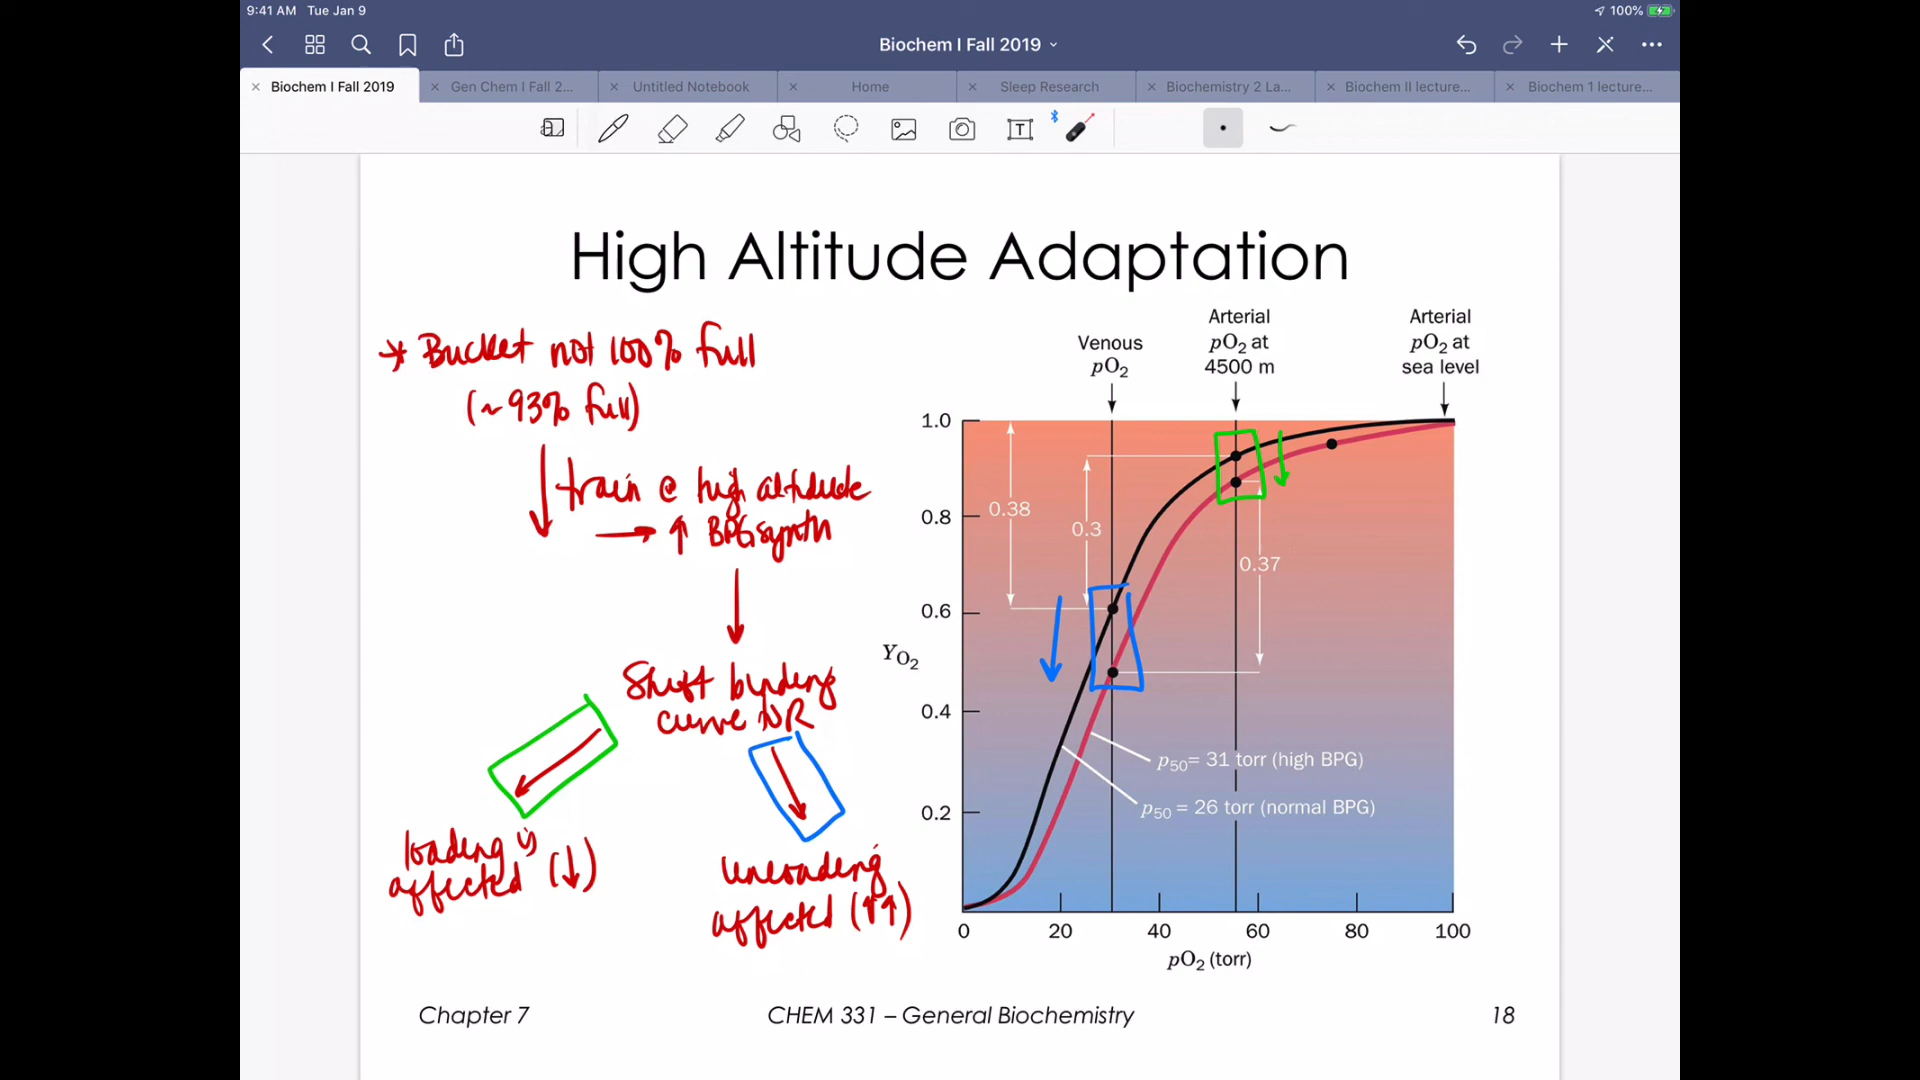 9:41 AM Tue Jan 9
100%
Biochem I Fall 2019
Biochem I Fall 2019
Gen Chem I Fall 2...
Untitled Notebook
Home
Sleep Research
Biochemistry 2 La...
Biochem II lecture...
Biochem 1 lecture...
T
High Altitude Adaptation
* Bucket not 100% full
(~93% full)
↓ train @ high altitude
→ ↑ BPG synth
Shift binding
curve → R
loading is
affected (↓)
unloading
affected (↑↑)
Venous
pO₂
Arterial
pO₂ at
4500 m
Arterial
pO₂ at
sea level
1.0
0.8
0.6
0.4
0.2
Y O₂
0.38
0.3
0.37
p₅₀ = 31 torr (high BPG)
p₅₀ = 26 torr (normal BPG)
0 20 40 60 80 100
pO₂ (torr)
Chapter 7
CHEM 331 – General Biochemistry
18